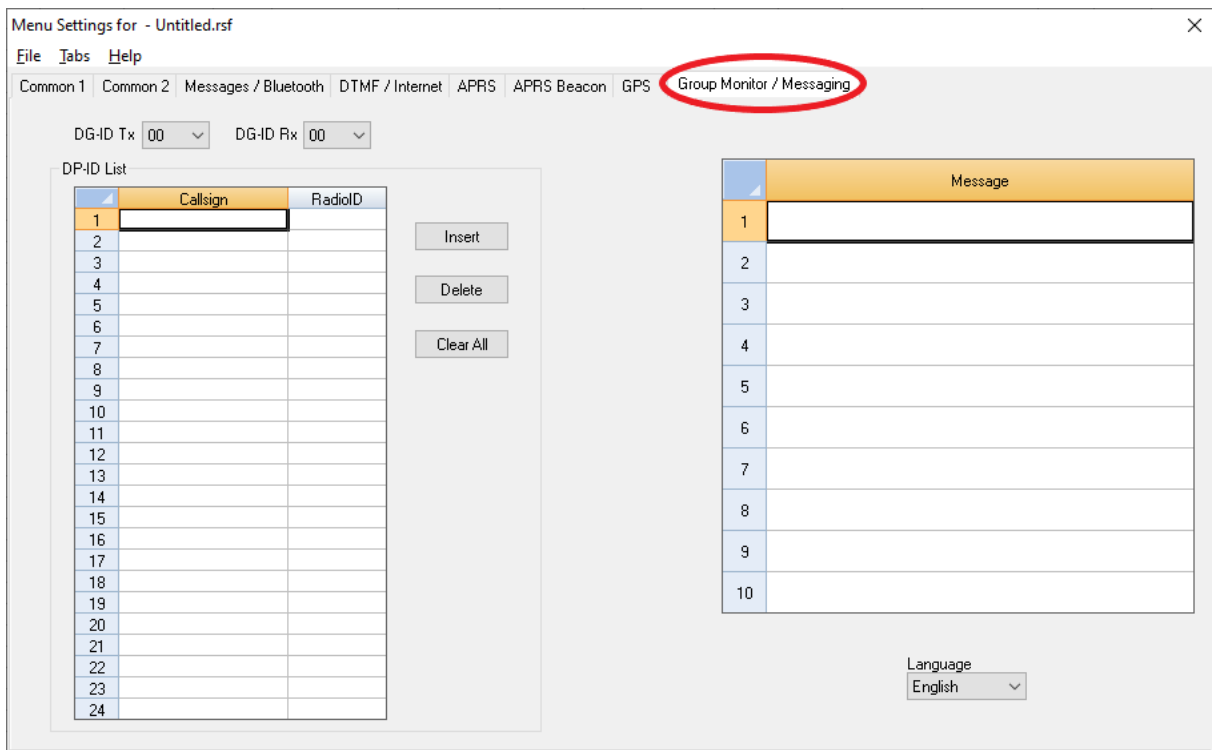 Menu Settings for - Untitled.rsf
File Tabs Help
Common 1 Common 2 Messages / Bluetooth DTMF / Internet APRS APRS Beacon GPS Group Monitor / Messaging
DG-ID Tx 00 DG-ID Rx 00
DP-ID List
Callsign RadioID
1
2
3
4
5
6
7
8
9
10
11
12
13
14
15
16
17
18
19
20
21
22
23
24
Insert
Delete
Clear All
Message
1
2
3
4
5
6
7
8
9
10
Language
English